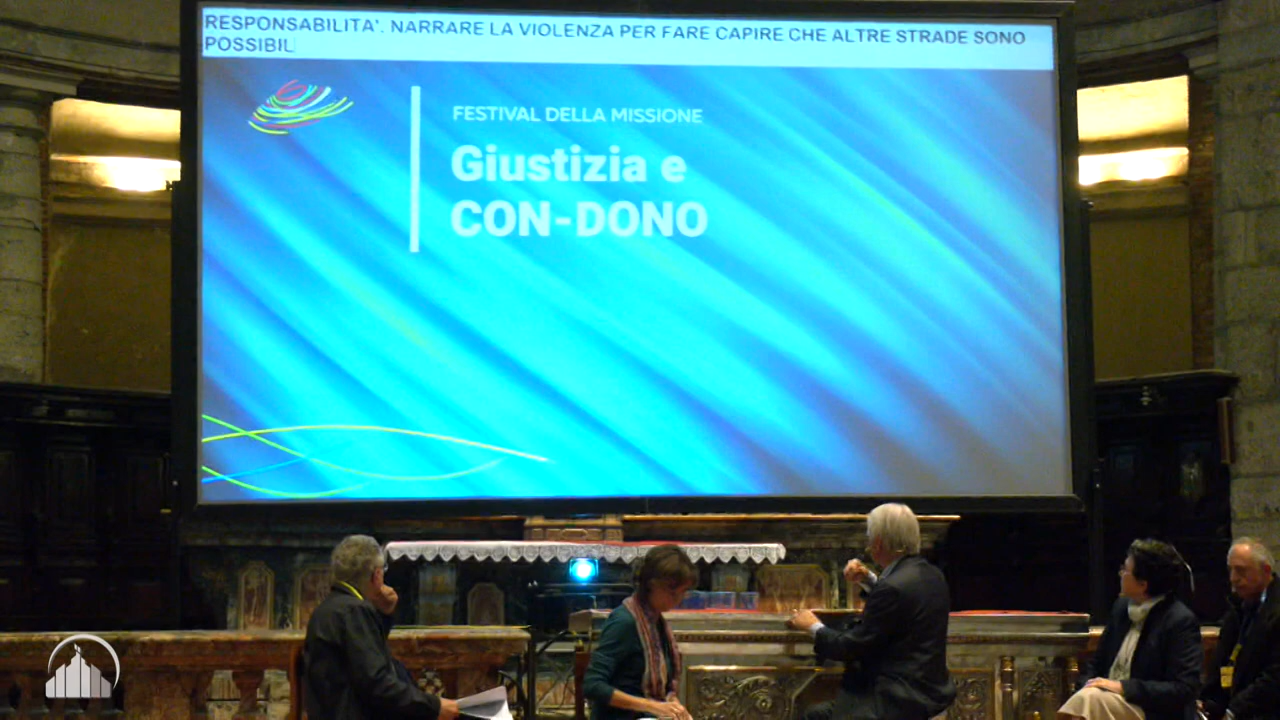 RESPONSABILITA'. NARRARE LA VIOLENZA PER FARE CAPIRE CHE ALTRE STRADE SONO
POSSIBIL
FESTIVAL DELLA MISSIONE
Giustizia e
CON-DONO